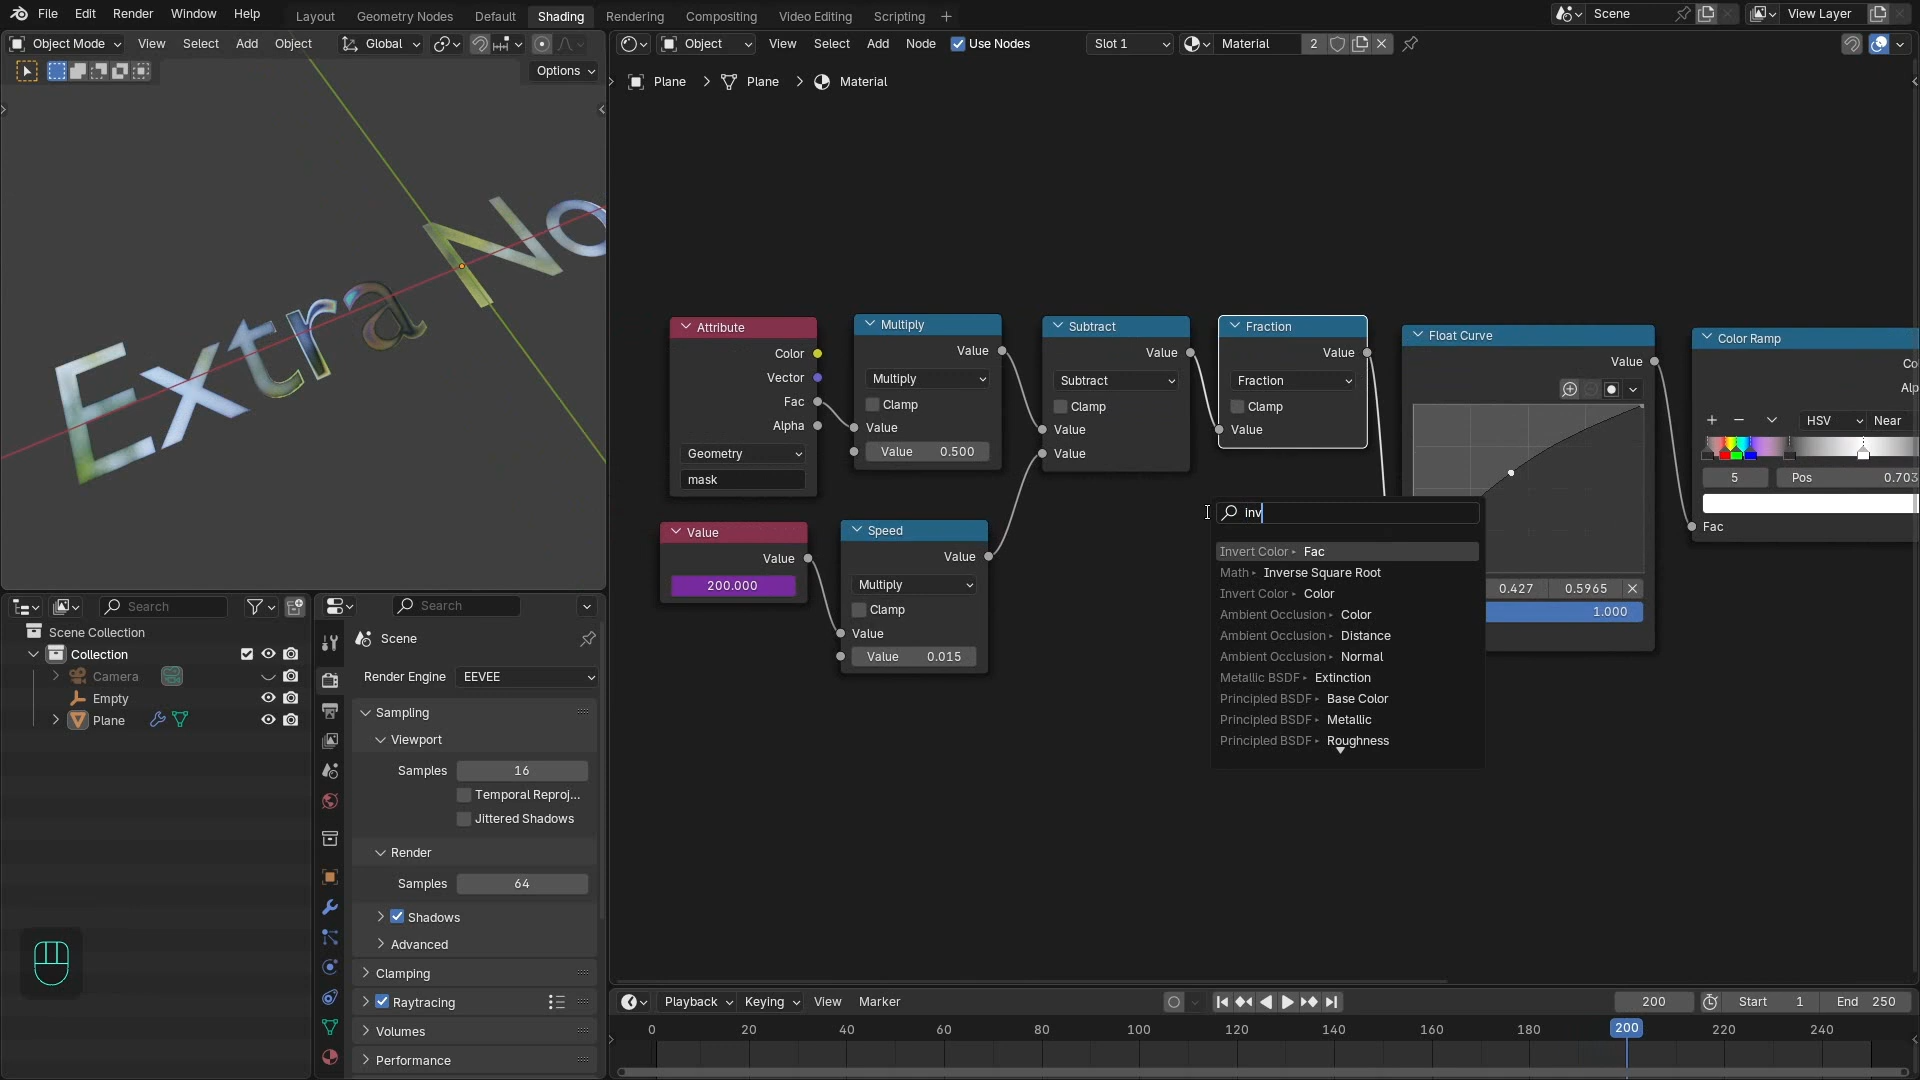 File Edit Render Window Help Layout Geometry Nodes Default Shading Rendering Compositing Video Editing Scripting Scene View Layer
Object Mode View Select Add Object Global
Object View Select Add Node Use Nodes Slot 1 Material 2
Options
Plane > Plane > Material
Extra No
Attribute
Color
Vector
Fac
Alpha
Geometry
mask
Multiply
Value
Multiply
Clamp
Value
Value 0.500
Subtract
Value
Subtract
Clamp
Value
Value
Fraction
Value
Fraction
Clamp
Value
Float Curve
Value
0.427 0.5965
1.000
Color Ramp
Co
Alp
HSV Near
5 Pos 0.703
Fac
Value
Value
200.000
Speed
Value
Multiply
Clamp
Value
Value 0.015
inv
Invert Color Fac
Math Inverse Square Root
Invert Color Color
Ambient Occlusion Color
Ambient Occlusion Distance
Ambient Occlusion Normal
Metallic BSDF Extinction
Principled BSDF Base Color
Principled BSDF Metallic
Principled BSDF Roughness
Search
Scene Collection
Collection
Camera
Empty
Plane
Search
Scene
Render Engine EEVEE
Sampling
Viewport
Samples 16
Temporal Reproj...
Jittered Shadows
Render
Samples 64
Shadows
Advanced
Clamping
Raytracing
Volumes
Performance
Playback Keying View Marker 200 Start 1 End 250
0 20 40 60 80 100 120 140 160 180 200 220 240